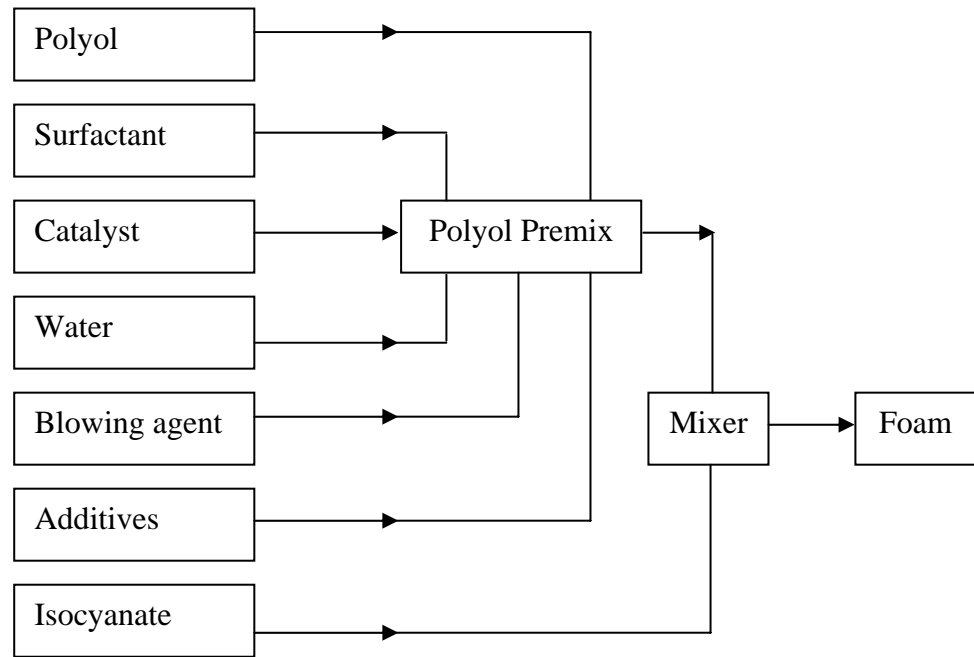 Polyol
Surfactant
Catalyst
Polyol Premix
Water
Blowing agent
Mixer
Foam
Additives
Isocyanate